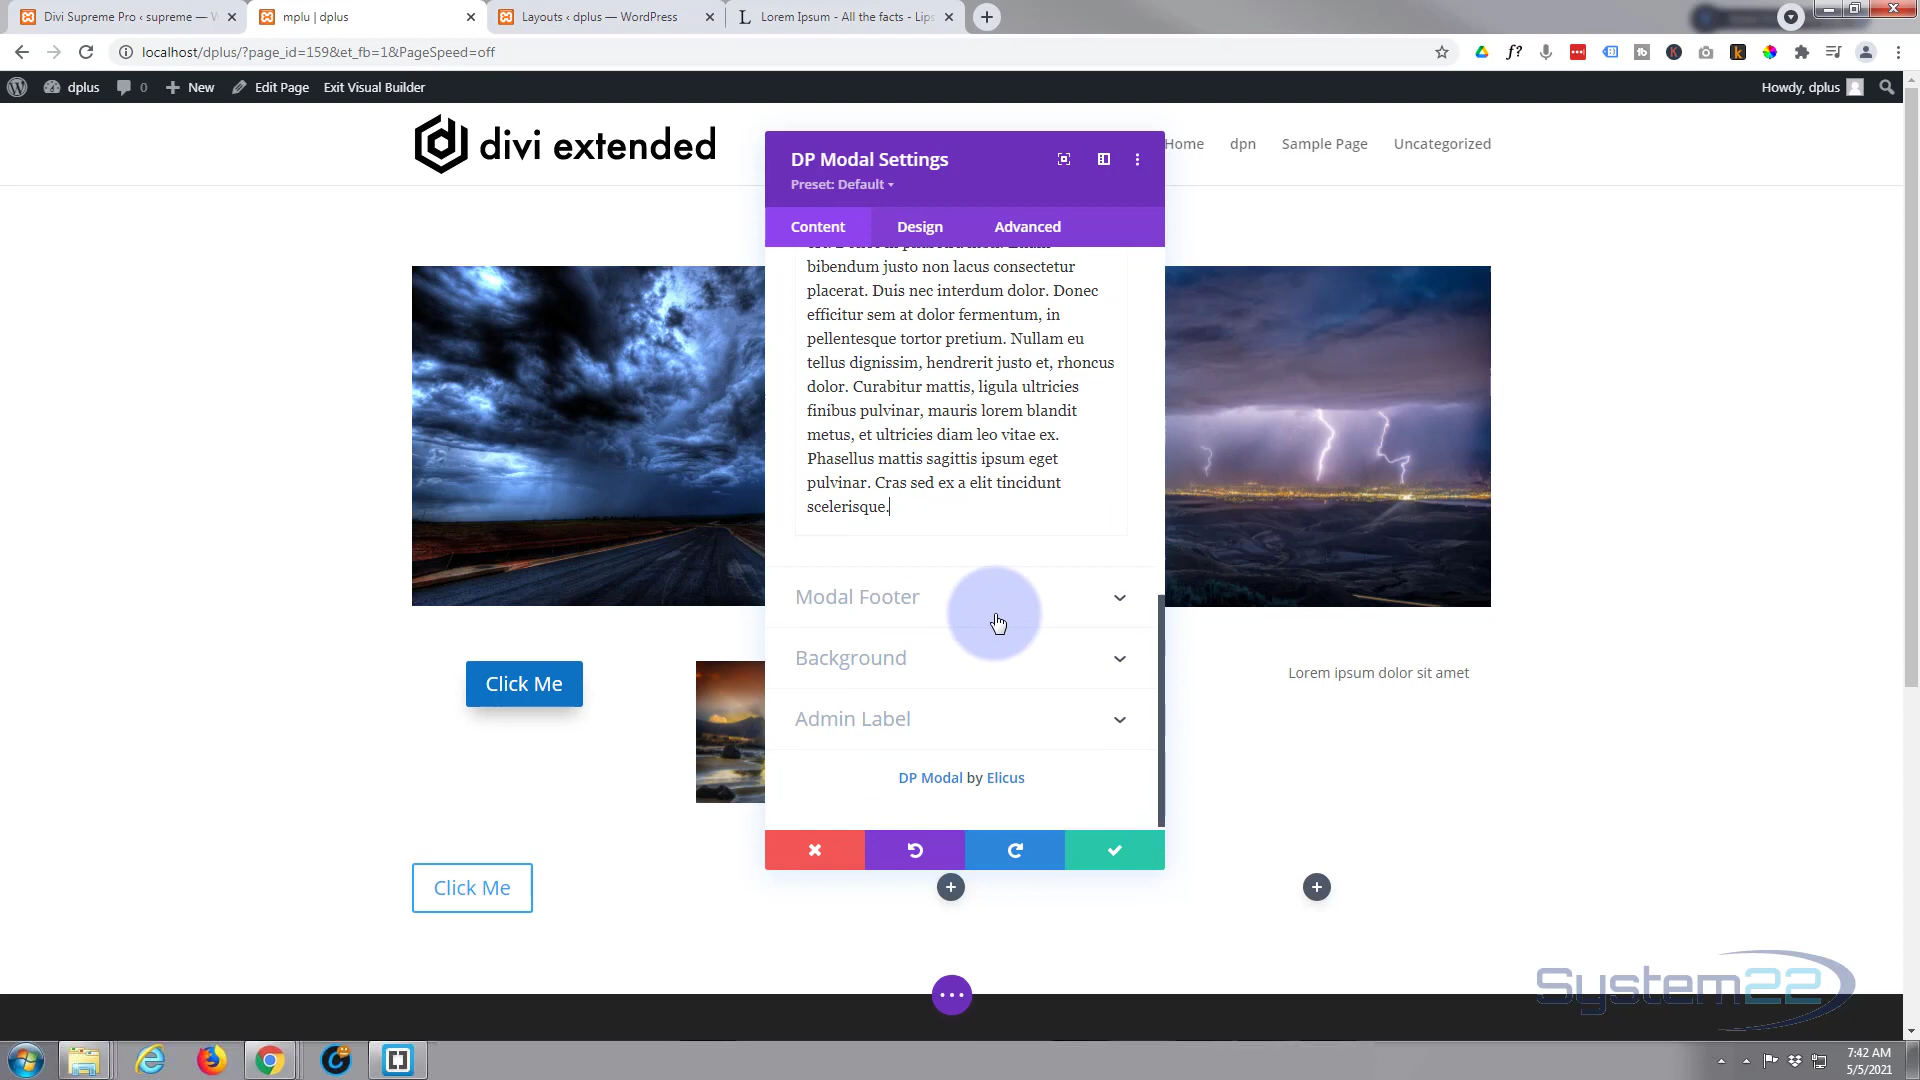 Divi Supreme Pro ‹ supreme — W
mplu | dplus
Layouts ‹ dplus — WordPress
Lorem Ipsum - All the facts - Lips
localhost/dplus/?page_id=159&et_fb=1&PageSpeed=off
dplus
0
New
Edit Page
Exit Visual Builder
Howdy, dplus
divi extended
Home
dpn
Sample Page
Uncategorized
DP Modal Settings
Preset: Default
Content
Design
Advanced
bibendum justo non lacus consectetur
placerat. Duis nec interdum dolor. Donec
efficitur sem at dolor fermentum, in
pellentesque tortor pretium. Nullam eu
tellus dignissim, hendrerit justo et, rhoncus
dolor. Curabitur mattis, ligula ultricies
finibus pulvinar, mauris lorem blandit
metus, et ultricies diam leo vitae ex.
Phasellus mattis sagittis ipsum eget
pulvinar. Cras sed ex a elit tincidunt
scelerisque.
Modal Footer
Background
Admin Label
DP Modal by Elicus
Click Me
Lorem ipsum dolor sit amet
Click Me
System22
7:42 AM
5/5/2021